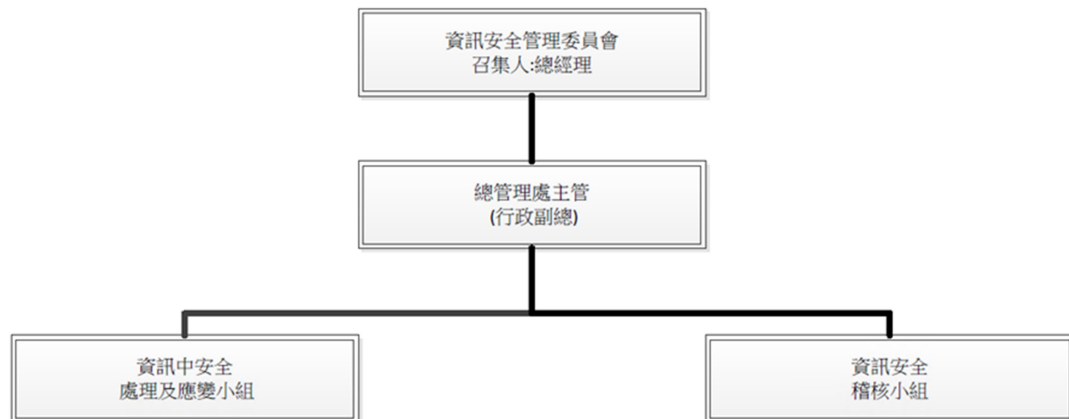 資訊安全管理委員會
召集人:總經理
總管理處主管
(行政副總)
資訊中安全
處理及應變小組
資訊安全
稽核小組